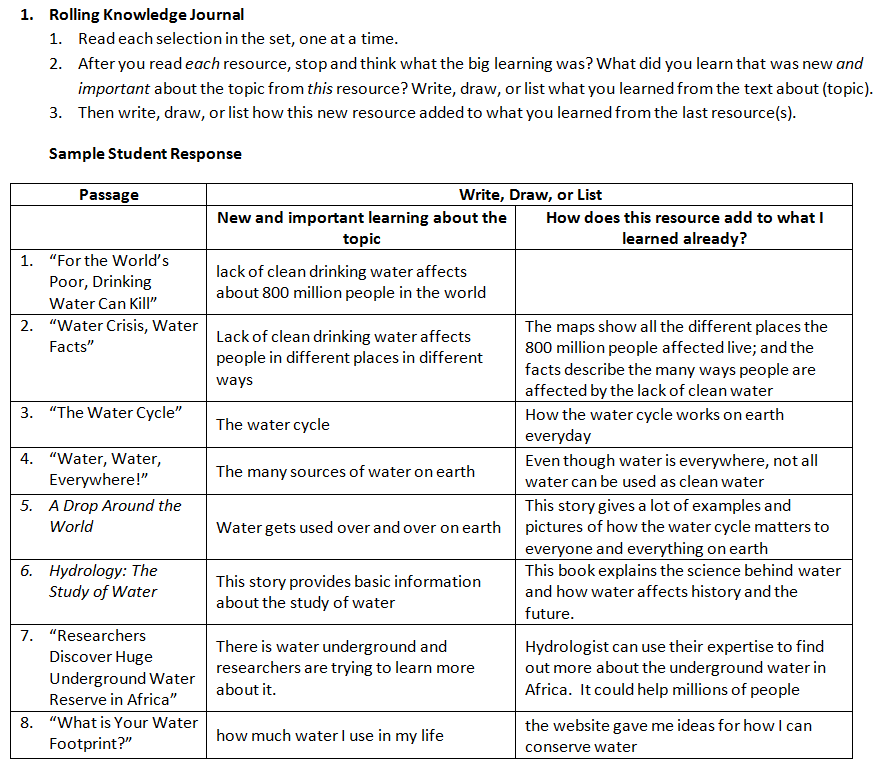 1. Rolling Knowledge Journal
1. Read each selection in the set, one at a time.
2. After you read each resource, stop and think what the big learning was? What did you learn that was new and
important about the topic from this resource? Write, draw, or list what you learned from the text about (topic).
3. Then write, draw, or list how this new resource added to what you learned from the last resource(s).
Sample Student Response
Passage
Write, Draw, or List
New and important learning about the
topic
How does this resource add to what I
learned already?
1. "For the World's
Poor, Drinking
Water Can Kill"
lack of clean drinking water affects
about 800 million people in the world
2. "Water Crisis, Water
Facts"
Lack of clean drinking water affects
people in different places in different
ways
The maps show all the different places the
800 million people affected live; and the
facts describe the many ways people are
affected by the lack of clean water
3. "The Water Cycle"
The water cycle
How the water cycle works on earth
everyday
4. "Water, Water,
Everywhere!"
The many sources of water on earth
Even though water is everywhere, not all
water can be used as clean water
5. A Drop Around the
World
Water gets used over and over on earth
This story gives a lot of examples and
pictures of how the water cycle matters to
everyone and everything on earth
6. Hydrology: The
Study of Water
This story provides basic information
about the study of water
This book explains the science behind water
and how water affects history and the
future.
7. "Researchers
Discover Huge
Underground Water
Reserve in Africa"
There is water underground and
researchers are trying to learn more
about it.
Hydrologist can use their expertise to find
out more about the underground water in
Africa. It could help millions of people
8. "What is Your Water
Footprint?"
how much water I use in my life
the website gave me ideas for how I can
conserve water